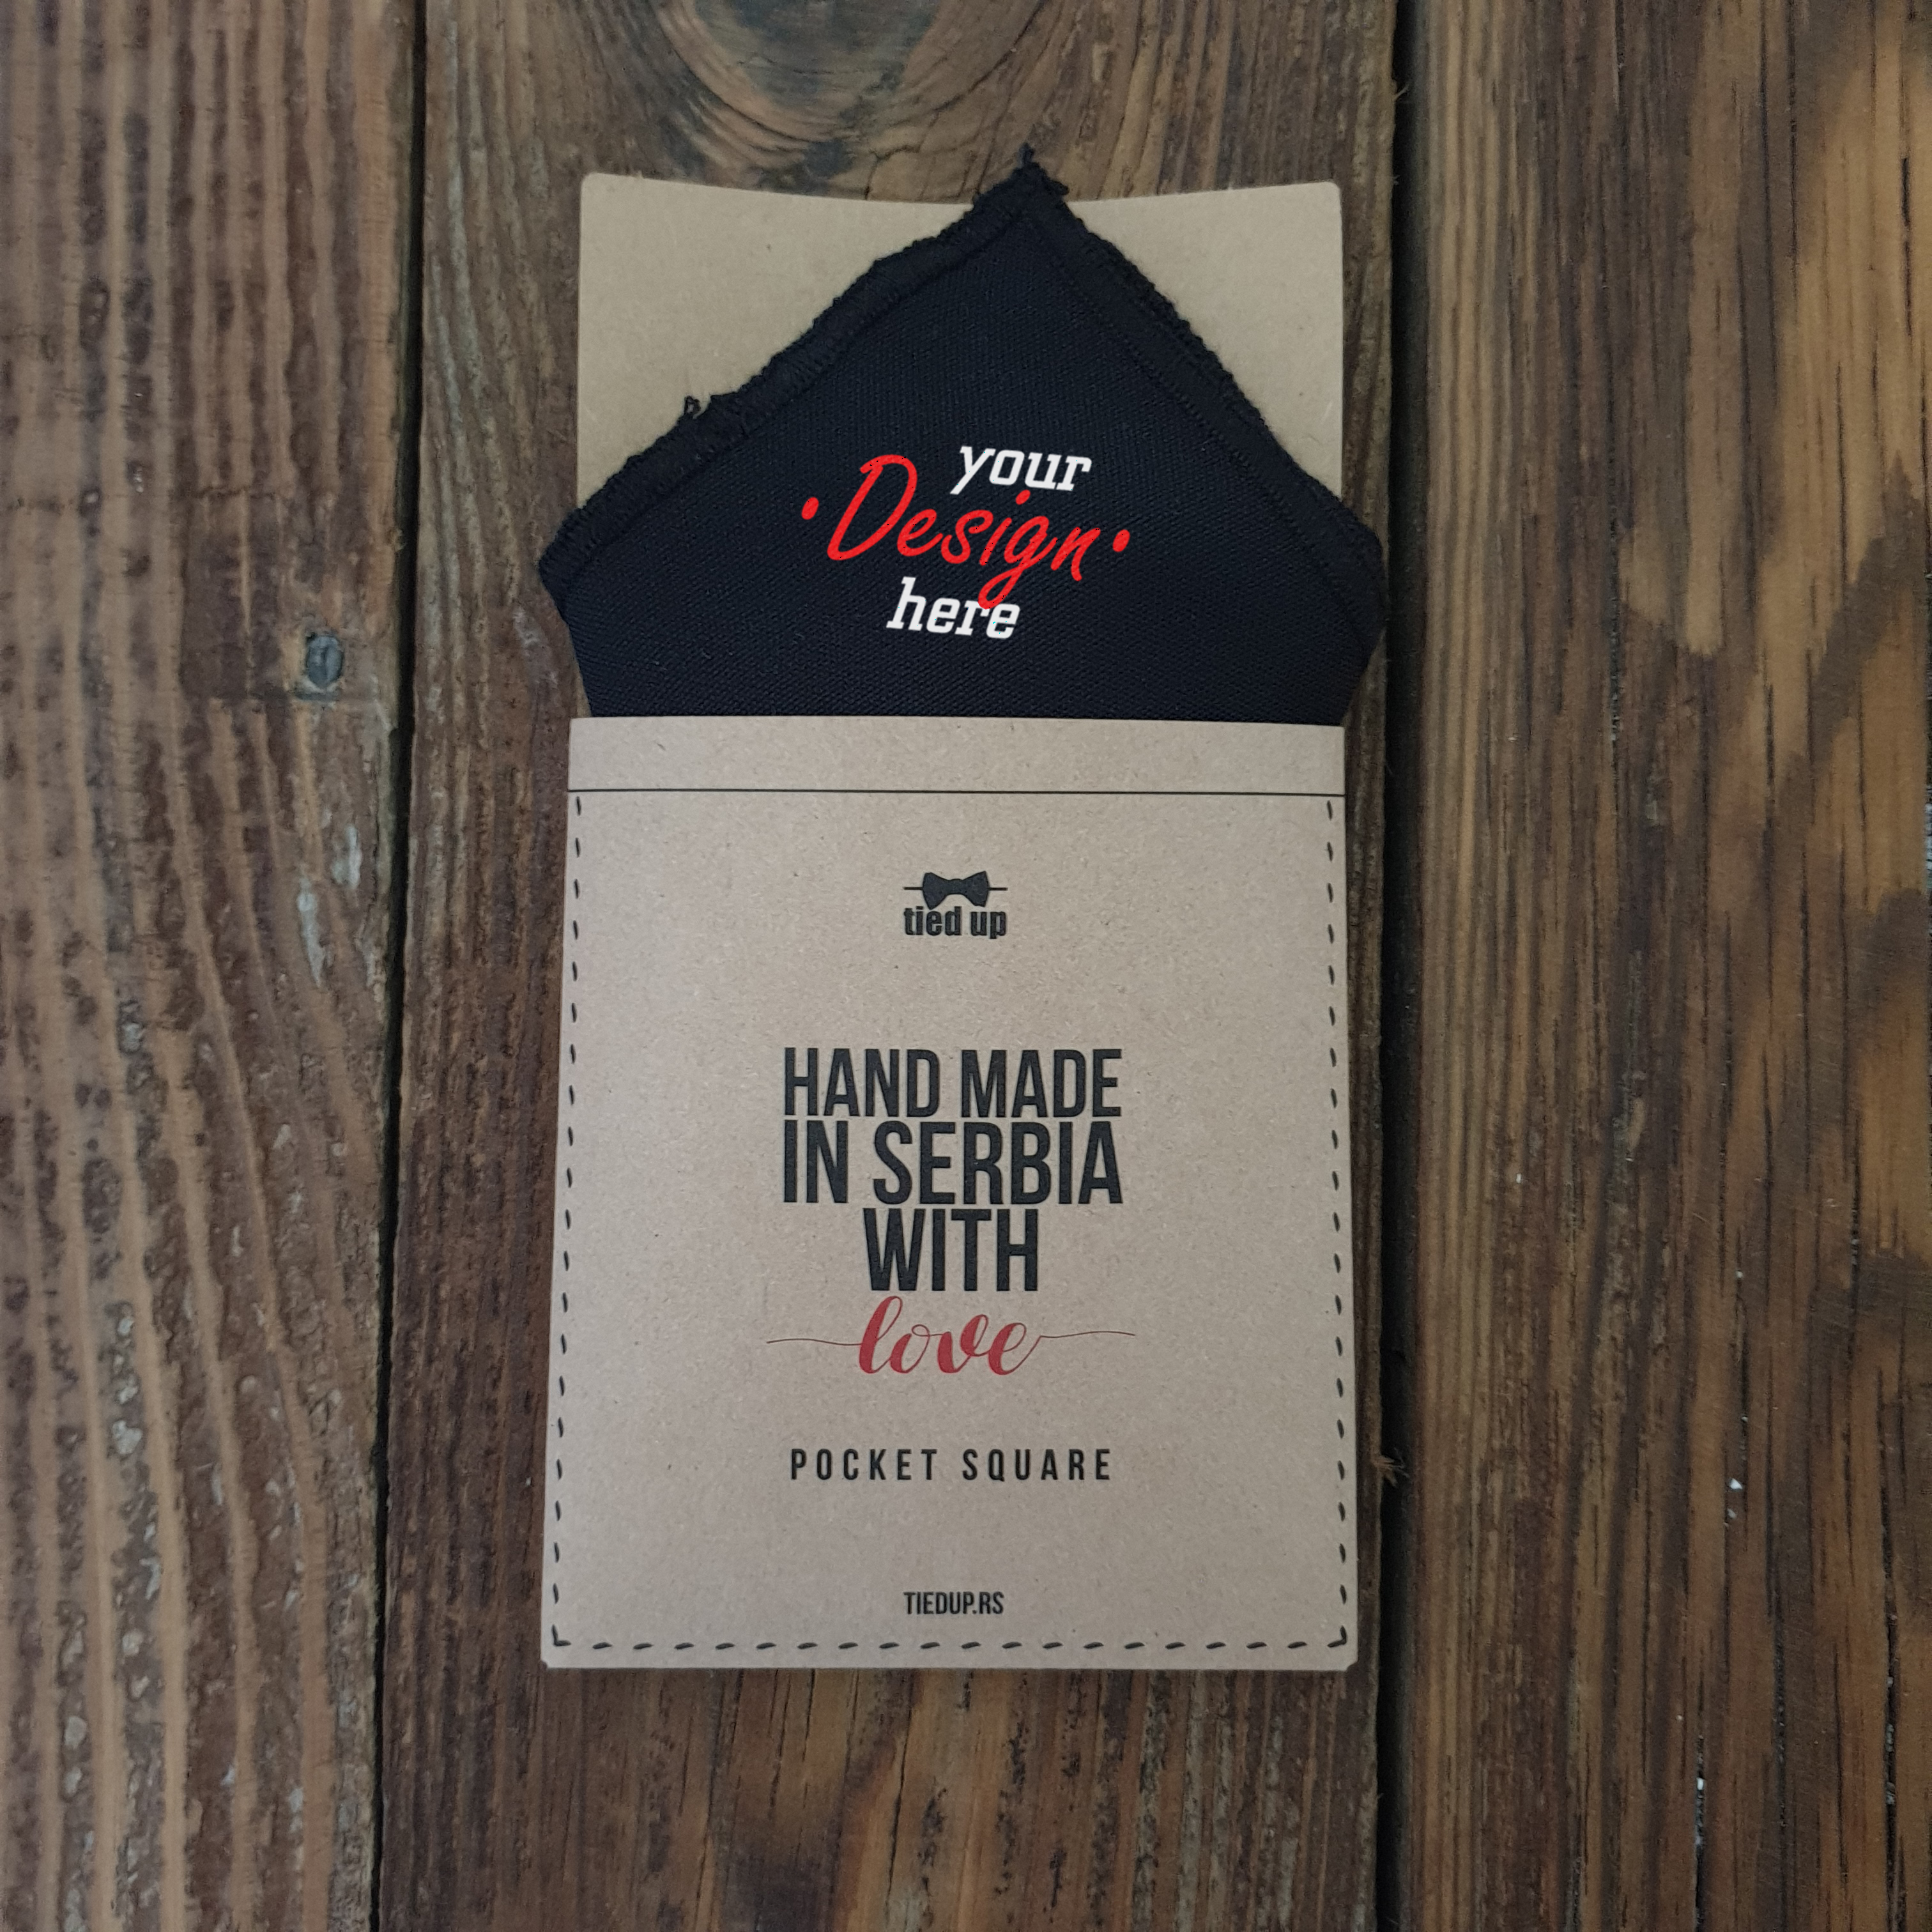 your
• Design •
here
tied up
HAND MADE
IN SERBIA
WITH
love
POCKET SQUARE
TIEDUP.RS